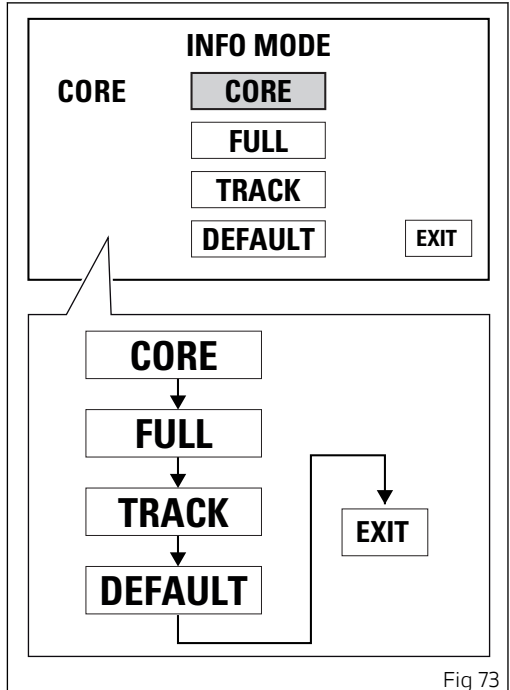 INFO MODE
CORE CORE
FULL
TRACK
DEFAULT EXIT
CORE
FULL
TRACK
DEFAULT
EXIT
Fig 73